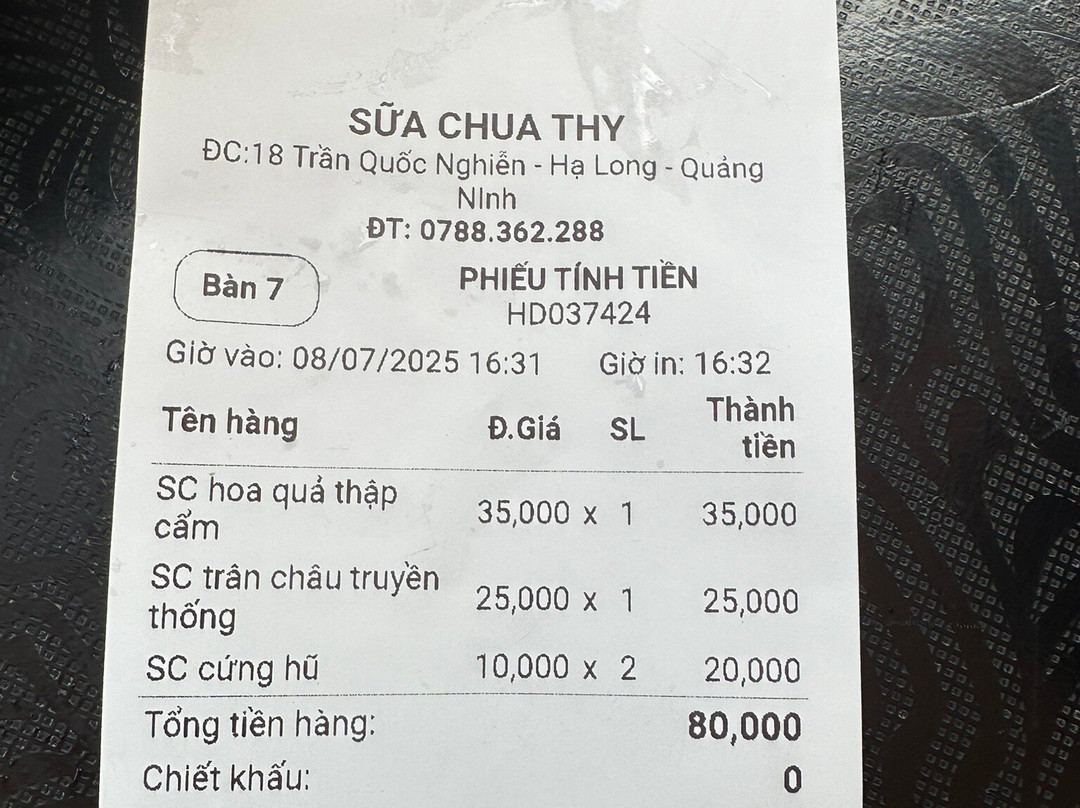 SỮA CHUA THY
ĐC:18 Trần Quốc Nghiễn - Hạ Long - Quảng
NInh
ĐT: 0788.362.288
Bàn 7
PHIẾU TÍNH TIỀN
HD037424
Giờ vào: 08/07/2025 16:31 Giờ in: 16:32
Tên hàng Đ.Giá SL Thành tiền
SC hoa quả thập
cẩm 35,000 x 1 35,000
SC trân châu truyền
thống 25,000 x 1 25,000
SC cứng hũ 10,000 x 2 20,000
Tổng tiền hàng: 80,000
Chiết khấu: 0